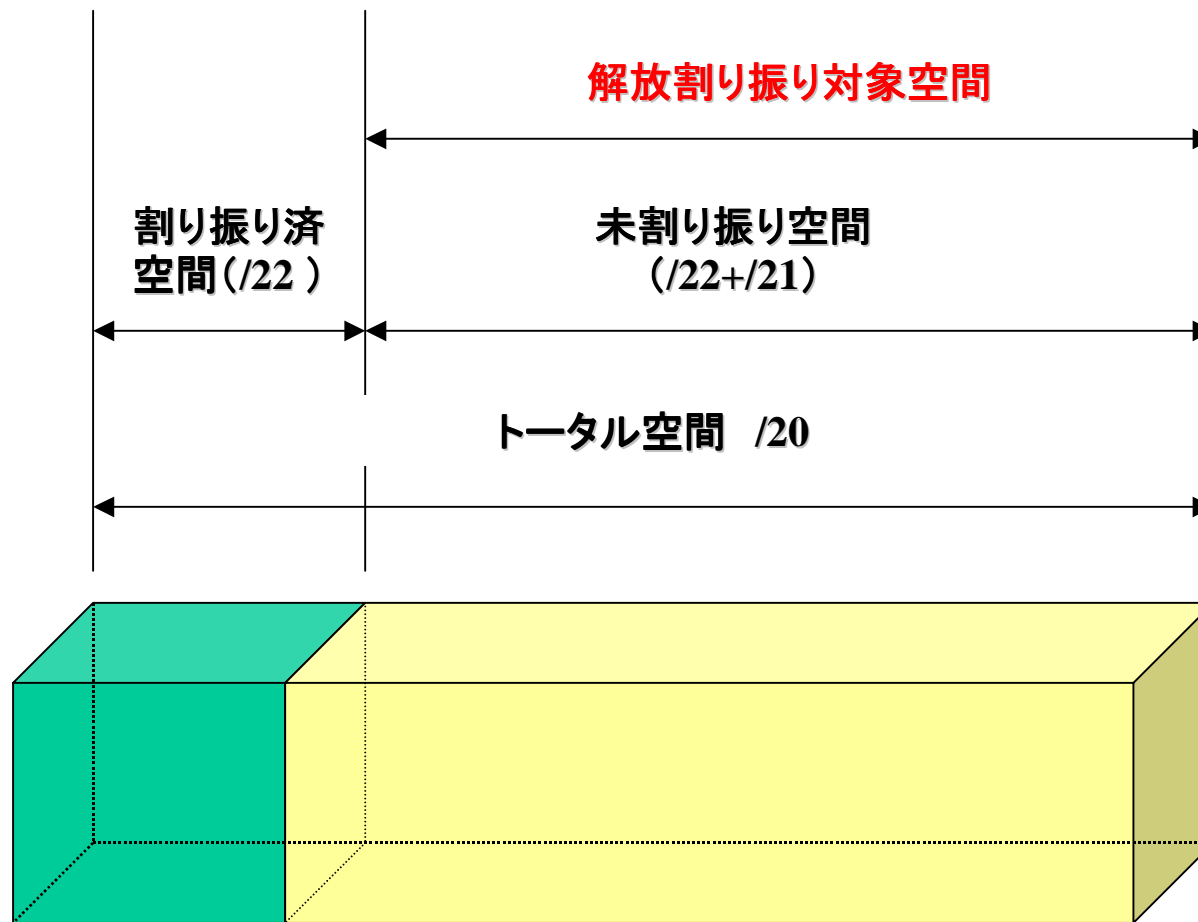 解放割り振り対象空間
割り振り済
空間(/22 )
未割り振り空間
(/22+/21)
トータル空間 /20